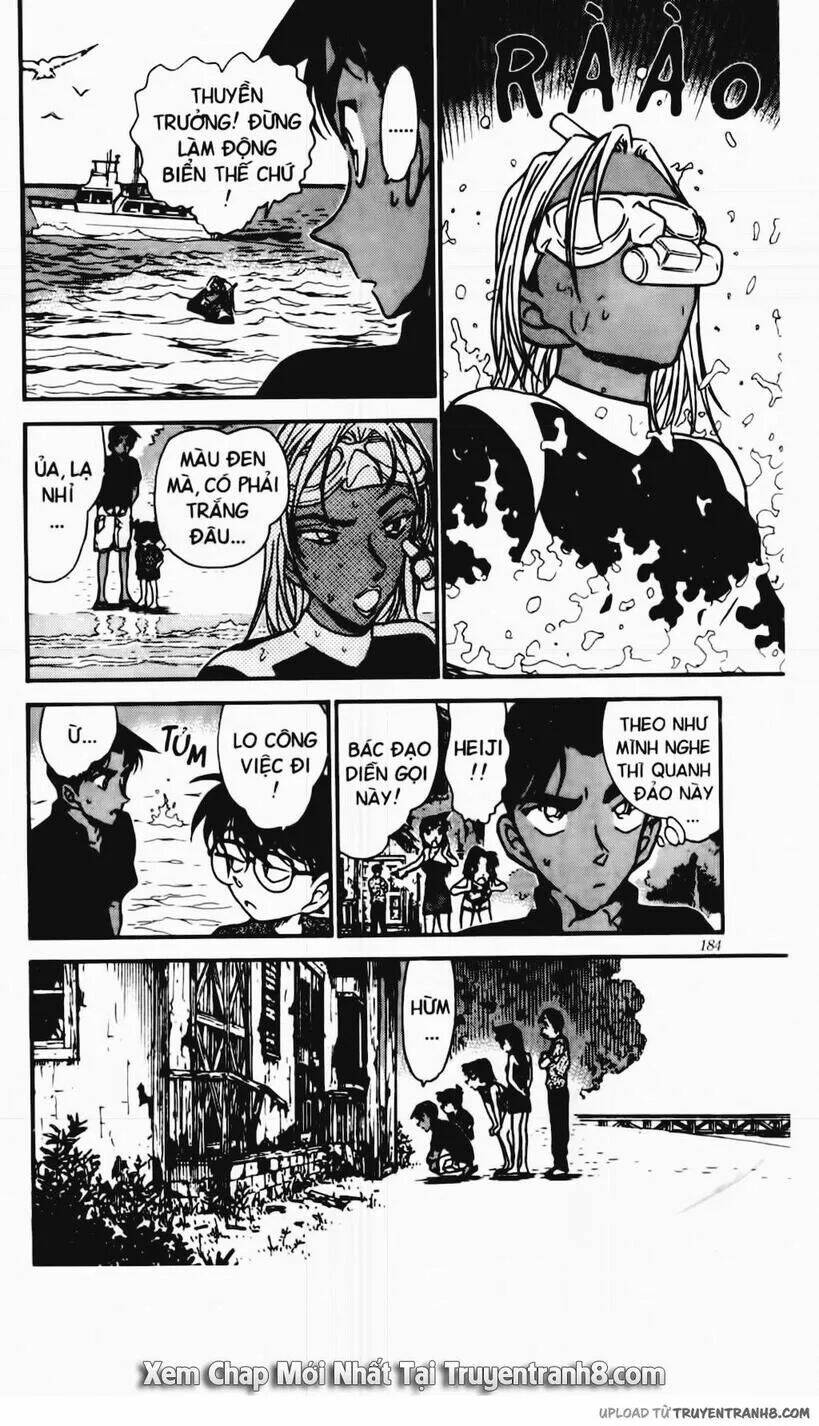 RÀÀO
.....
THUYỀN
TRƯỞNG! ĐỪNG
LÀM ĐỘNG
BIỂN THẾ CHỨ
!
MÀU ĐEN
MÀ, CÓ PHẢI
TRẮNG
ĐÂU...
ỦA, LẠ
NHỈ
...
THEO NHƯ
MÌNH NGHE
THÌ QUANH
ĐẢO NÀY
...
HEIJI
!!
BÁC ĐẠO
DIỄN GỌI
NÀY!
LO CÔNG
VIỆC ĐI
!
TỦM
Ừ...
184
HỪM
...
Xem Chap Mới Nhất Tại Truyentranh8.com
UPLOAD TỪ TRUYENTRANH8.COM